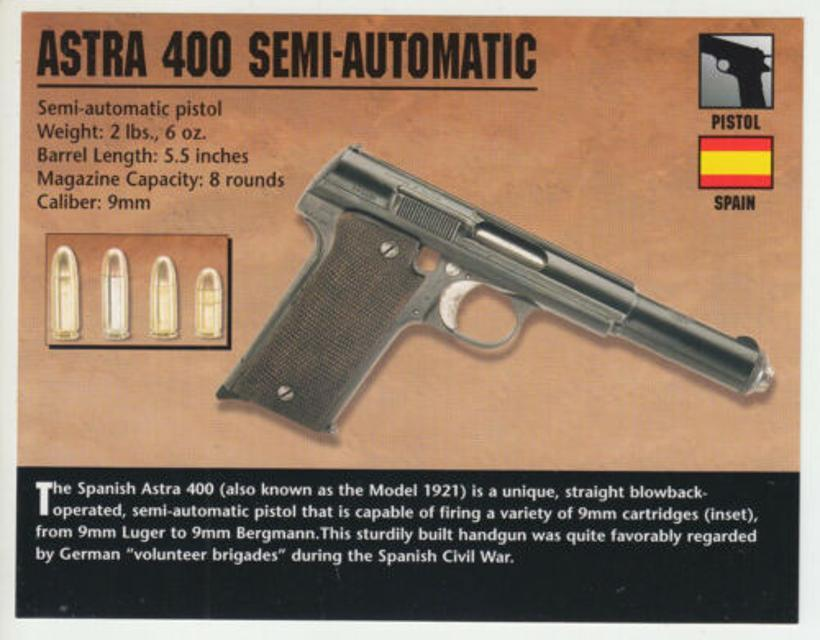 ASTRA 400 SEMI-AUTOMATIC
Semi-automatic pistol
Weight: 2 lbs., 6 oz.
Barrel Length: 5.5 inches
Magazine Capacity: 8 rounds
Caliber: 9mm
PISTOL
SPAIN
The Spanish Astra 400 (also known as the Model 1921) is a unique, straight blowback-
operated, semi-automatic pistol that is capable of firing a variety of 9mm cartridges (inset),
from 9mm Luger to 9mm Bergmann.This sturdily built handgun was quite favorably regarded
by German “volunteer brigades” during the Spanish Civil War.